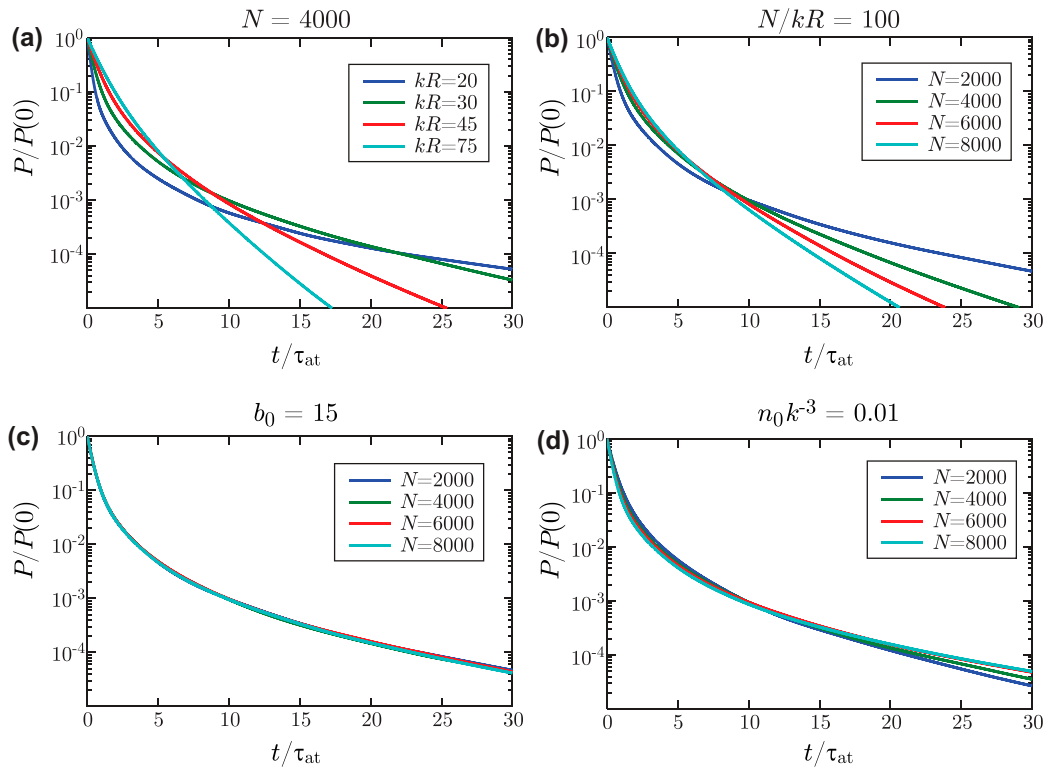 N = 4000
(a)
10^0
10^-1
10^-2
10^-3
10^-4
P/P(0)
kR=20
kR=30
kR=45
kR=75
0 5 10 15 20 25 30
t/τ_at
N/kR = 100
(b)
10^0
10^-1
10^-2
10^-3
10^-4
P/P(0)
N=2000
N=4000
N=6000
N=8000
0 5 10 15 20 25 30
t/τ_at
b_0 = 15
(c)
10^0
10^-1
10^-2
10^-3
10^-4
P/P(0)
N=2000
N=4000
N=6000
N=8000
0 5 10 15 20 25 30
t/τ_at
n_0k^-3 = 0.01
(d)
10^0
10^-1
10^-2
10^-3
10^-4
P/P(0)
N=2000
N=4000
N=6000
N=8000
0 5 10 15 20 25 30
t/τ_at